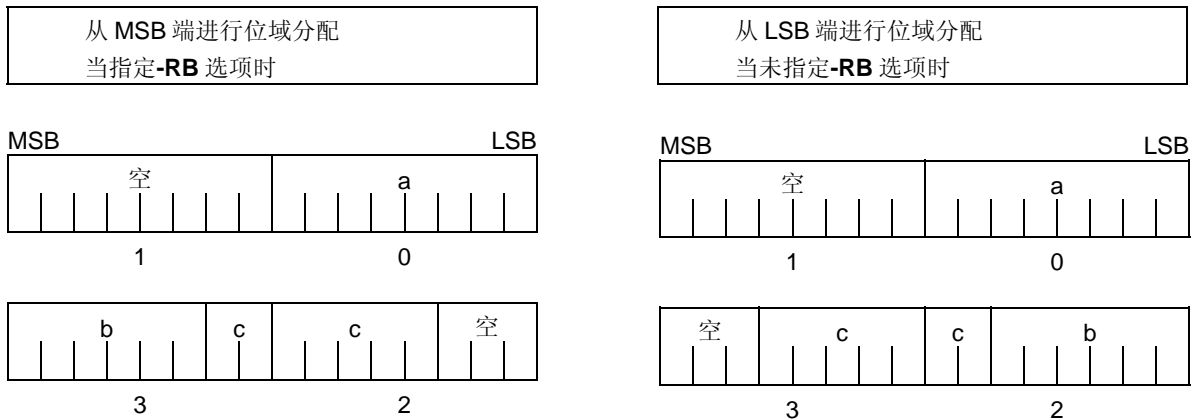 从 MSB 端进行位域分配
当指定-RB 选项时
MSB LSB
空 a
1 0
b c c 空
3 2
从 LSB 端进行位域分配
当未指定-RB 选项时
MSB LSB
空 a
1 0
空 c c b
3 2